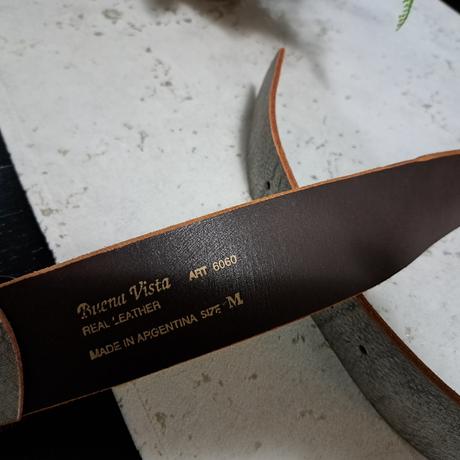 Buena Vista ART 6060
REAL LEATHER
MADE IN ARGENTINA SIZE M